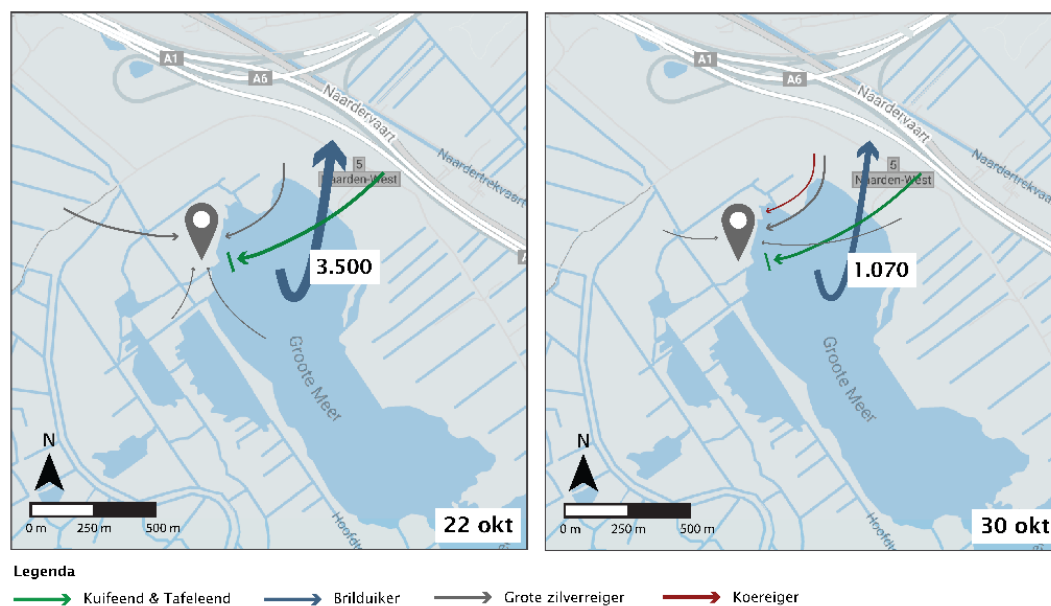 A1
A6
Naardervaart
Naardertrekvaart
5
Naarden-West
3.500
Groote Meer
N
0 m 250 m 500 m
22 okt
A1
A6
Naardervaart
Naardertrekvaart
5
Naarden-West
1.070
Groote Meer
N
0 m 250 m 500 m
30 okt
Legenda
Kuifeend & Tafeleend
Brilduiker
Grote zilverreiger
Koereiger